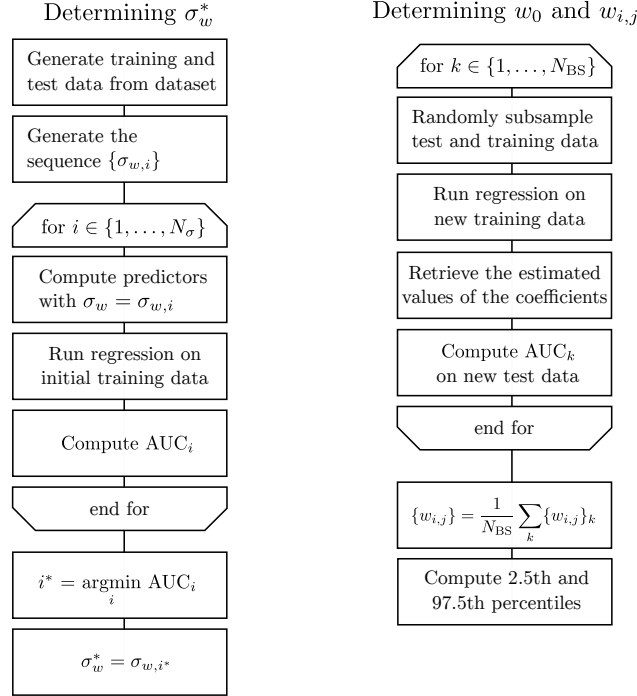 Determining $\sigma_w^*$
Generate training and
test data from dataset
Generate the
sequence $\{\sigma_{w,i}\}$
for $i \in \{1, \ldots, N_\sigma\}$
Compute predictors
with $\sigma_w = \sigma_{w,i}$
Run regression on
initial training data
Compute AUC$_i$
end for
$i^* = \underset{i}{\text{argmin}}\ \text{AUC}_i$
$\sigma_w^* = \sigma_{w,i^*}$
Determining $w_0$ and $w_{i,j}$
for $k \in \{1, \ldots, N_{\text{BS}}\}$
Randomly subsample
test and training data
Run regression on
new training data
Retrieve the estimated
values of the coefficients
Compute AUC$_k$
on new test data
end for
$\{w_{i,j}\} = \frac{1}{N_{\text{BS}}} \sum_k \{w_{i,j}\}_k$
Compute 2.5th and
97.5th percentiles